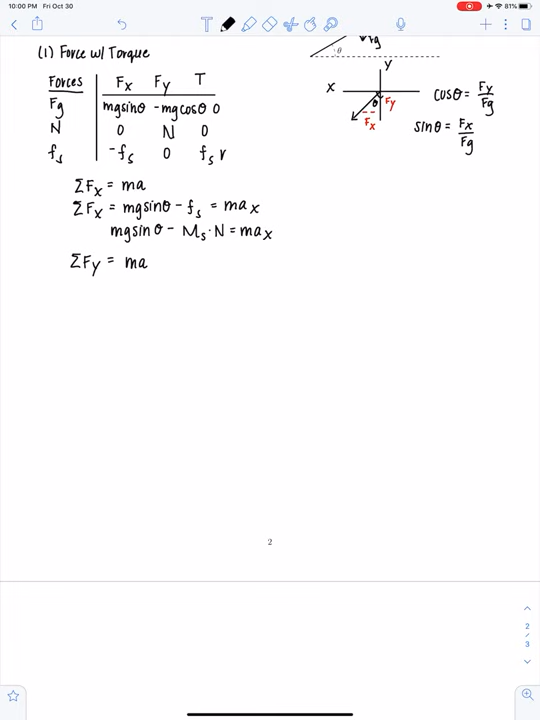 10:00 PM Fri Oct 30
81%
(1) Force w/ Torque
Fg
θ
Forces Fx Fy T
Fg mgsinθ -mgcosθ 0
N 0 N 0
fs -fs 0 fs r
y
x
θ Fy
Fx
cosθ = Fy/Fg
sinθ = Fx/Fg
ΣFx = ma
ΣFx = mgsinθ - fs = max
mgsinθ - Ms·N = max
ΣFy = ma
2
2
/
3